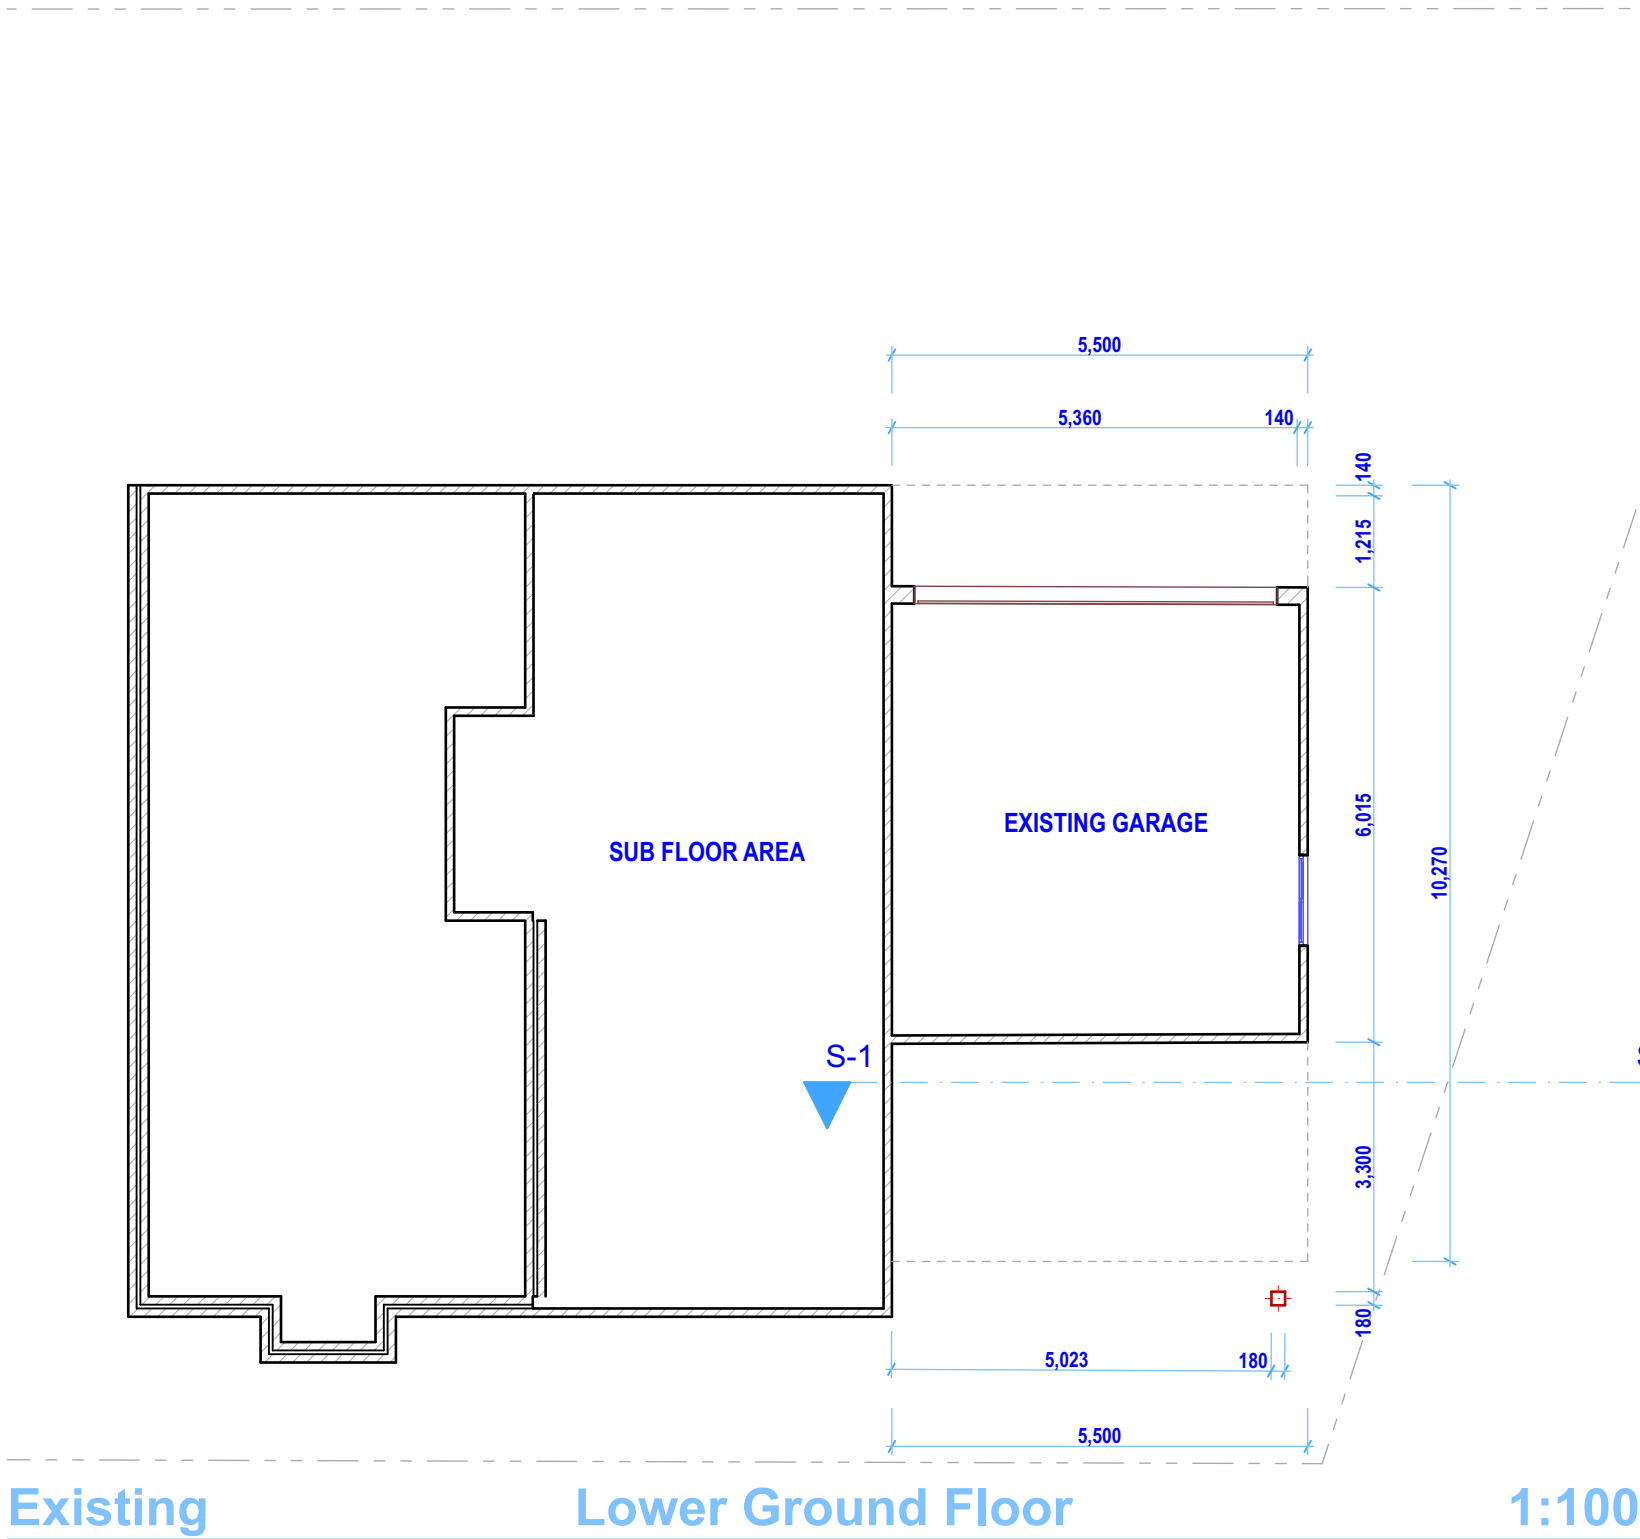 5,500
5,360
140
140
1,215
6,015
10,270
EXISTING GARAGE
SUB FLOOR AREA
S-1
3,300
180
5,023
180
5,500
Existing
Lower Ground Floor
1:100